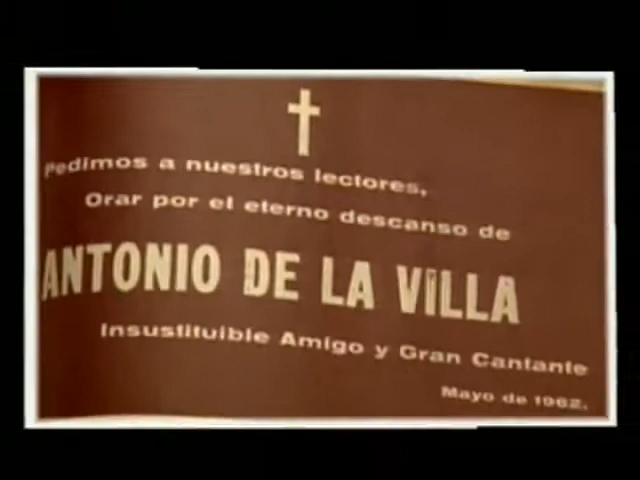 Pedimos a nuestros lectores,
Orar por el eterno descanso de
ANTONIO DE LA VILLA
Insustituible Amigo y Gran Cantante
Mayo de 1962.